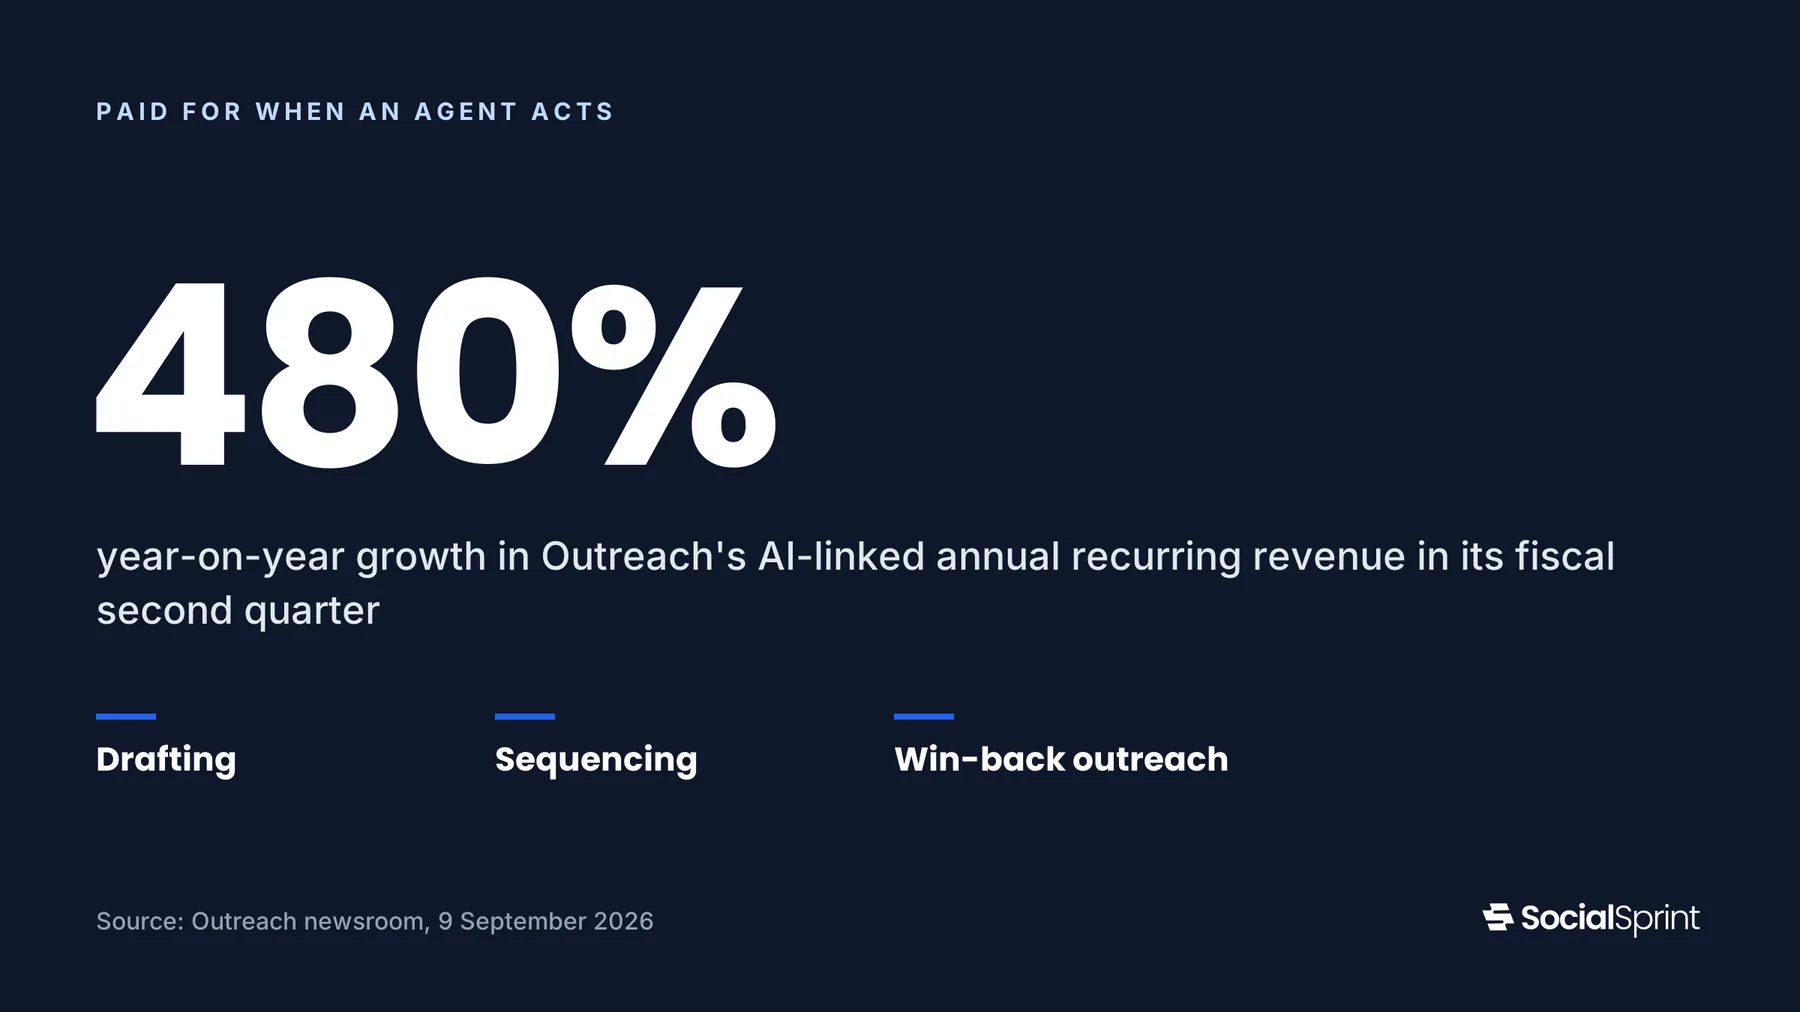 PAID FOR WHEN AN AGENT ACTS
480%
year-on-year growth in Outreach's AI-linked annual recurring revenue in its fiscal
second quarter
Drafting
Sequencing
Win-back outreach
Source: Outreach newsroom, 9 September 2026
SocialSprint